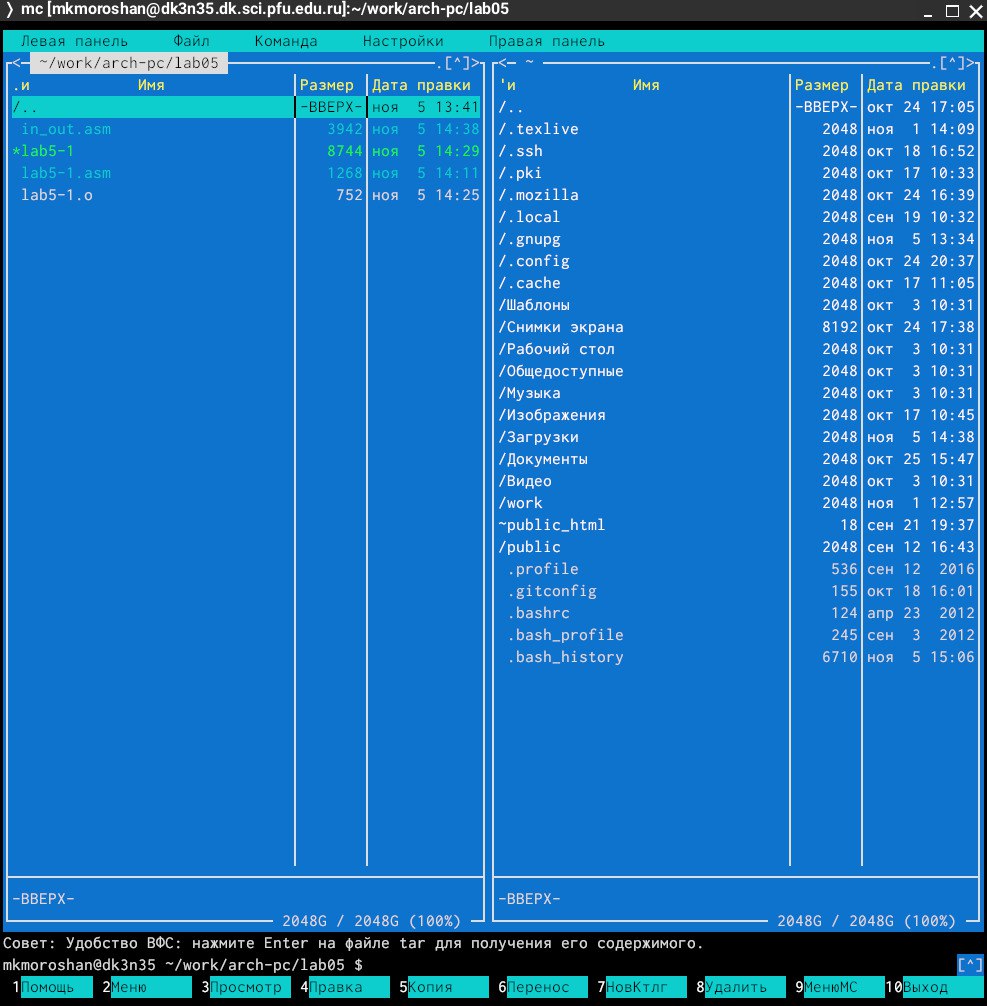 mc [mkmoroshan@dk3n35.dk.sci.pfu.edu.ru]:~/work/arch-pc/lab05
Левая панель Файл Команда Настройки Правая панель
<─ ~/work/arch-pc/lab05 .[^]>
.и Имя Размер Дата правки
/.. -ВВЕРХ- ноя 5 13:41
in_out.asm 3942 ноя 5 14:38
*lab5-1 8744 ноя 5 14:29
lab5-1.asm 1268 ноя 5 14:11
lab5-1.o 752 ноя 5 14:25
-ВВЕРХ-
2048G / 2048G (100%)
<─ ~ .[^]>
'и Имя Размер Дата правки
/.. -ВВЕРХ- окт 24 17:05
/.texlive 2048 ноя 1 14:09
/.ssh 2048 окт 18 16:52
/.pki 2048 окт 17 10:33
/.mozilla 2048 окт 24 16:39
/.local 2048 сен 19 10:32
/.gnupg 2048 ноя 5 13:34
/.config 2048 окт 24 20:37
/.cache 2048 окт 17 11:05
/Шаблоны 2048 окт 3 10:31
/Снимки экрана 8192 окт 24 17:38
/Рабочий стол 2048 окт 3 10:31
/Общедоступные 2048 окт 3 10:31
/Музыка 2048 окт 3 10:31
/Изображения 2048 окт 17 10:45
/Загрузки 2048 ноя 5 14:38
/Документы 2048 окт 25 15:47
/Видео 2048 окт 3 10:31
/work 2048 ноя 1 12:57
~public_html 18 сен 21 19:37
/public 2048 сен 12 16:43
.profile 536 сен 12 2016
.gitconfig 155 окт 18 16:01
.bashrc 124 апр 23 2012
.bash_profile 245 сен 3 2012
.bash_history 6710 ноя 5 15:06
-ВВЕРХ-
2048G / 2048G (100%)
Совет: Удобство ВФС: нажмите Enter на файле tar для получения его содержимого.
mkmoroshan@dk3n35 ~/work/arch-pc/lab05 $ [^]
1Помощь 2Меню 3Просмотр 4Правка 5Копия 6Перенос 7НовКтлг 8Удалить 9МенюМС 10Выход